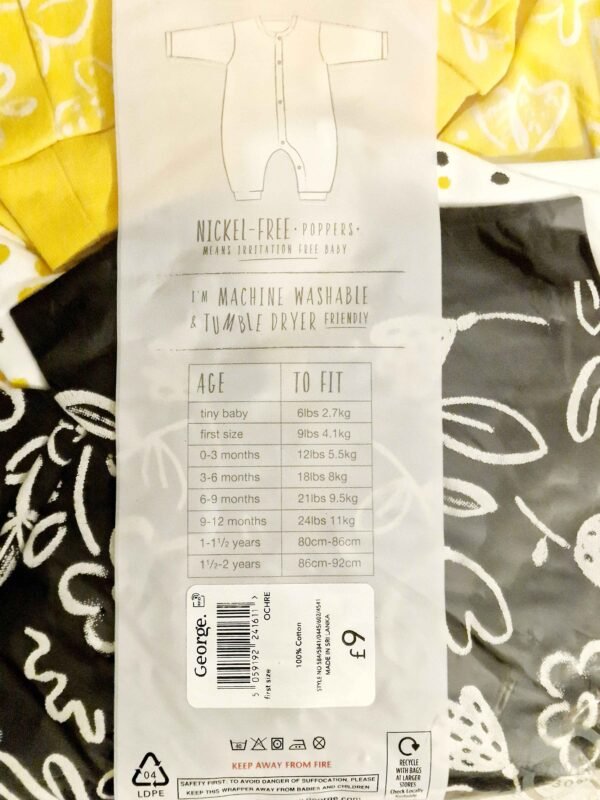 NICKEL-FREE • POPPERS •
MEANS IRRITATION FREE BABY
I'M MACHINE WASHABLE
& TUMBLE DRYER FRIENDLY
AGE TO FIT
tiny baby 6lbs 2.7kg
first size 9lbs 4.1kg
0-3 months 12lbs 5.5kg
3-6 months 18lbs 8kg
6-9 months 21lbs 9.5kg
9-12 months 24lbs 11kg
1-1½ years 80cm-86cm
1½-2 years 86cm-92cm
George.
5 059192 241611 >
OCHRE
first size
100% Cotton
MADE IN SRI LANKA
£9
KEEP AWAY FROM FIRE
04
LDPE
SAFETY FIRST: TO AVOID DANGER OF SUFFOCATION, PLEASE
KEEP THIS WRAPPER AWAY FROM BABIES AND CHILDREN
RECYCLE
WITH BAGS
AT LARGER
STORES
Check Locally